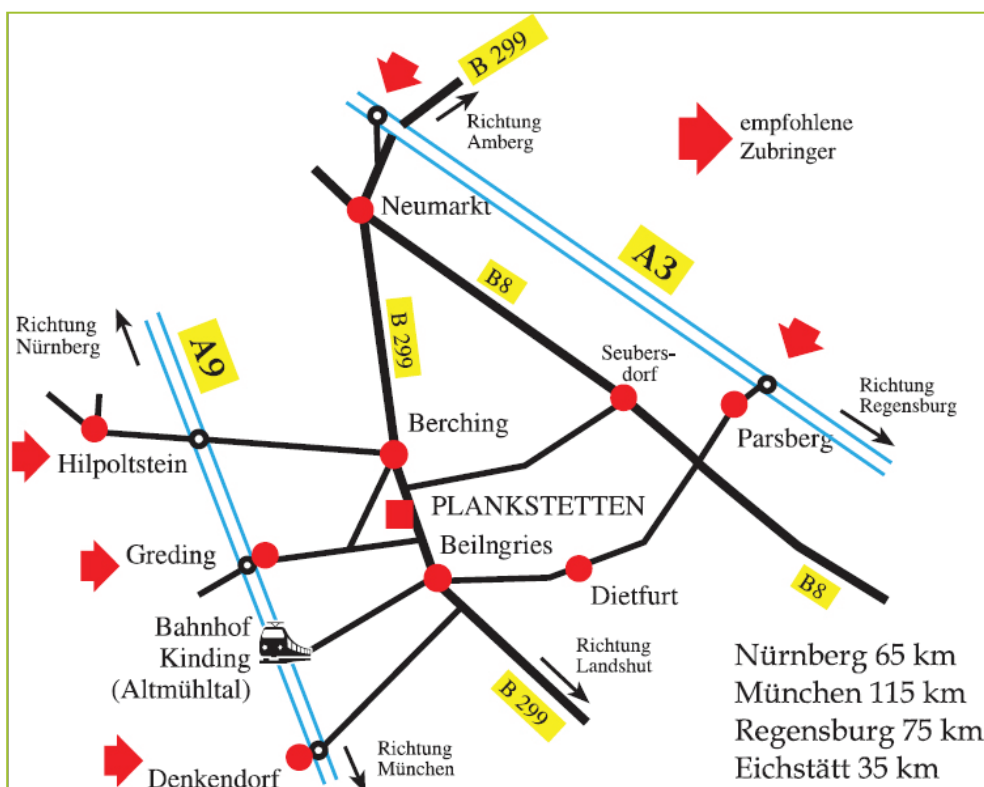 B 299
Richtung
Amberg
empfohlene
Zubringer
Neumarkt
A3
B8
B 299
Richtung
Nürnberg
A9
Seubers-
dorf
Richtung
Regensburg
Berching
Parsberg
Hilpoltstein
PLANKSTETTEN
Greding
Beilngries
Dietfurt
B8
Bahnhof
Kinding
(Altmühltal)
Richtung
Landshut
B 299
Nürnberg 65 km
München 115 km
Regensburg 75 km
Eichstätt 35 km
Richtung
München
Denkendorf